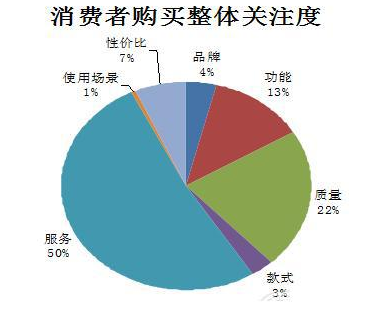 消费者购买整体关注度
性价比
7%
品牌
4%
使用场景
1%
功能
13%
质量
22%
服务
50%
款式
3%